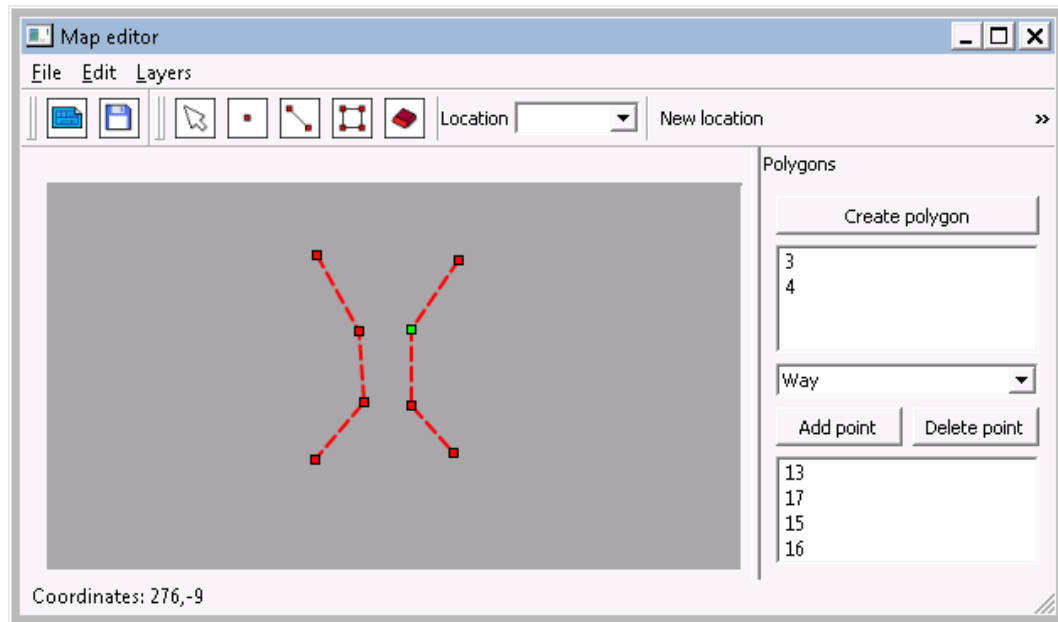 Map editor
File Edit Layers
Location New location »
Polygons
Create polygon
3
4
Way
Add point Delete point
13
17
15
16
Coordinates: 276,-9